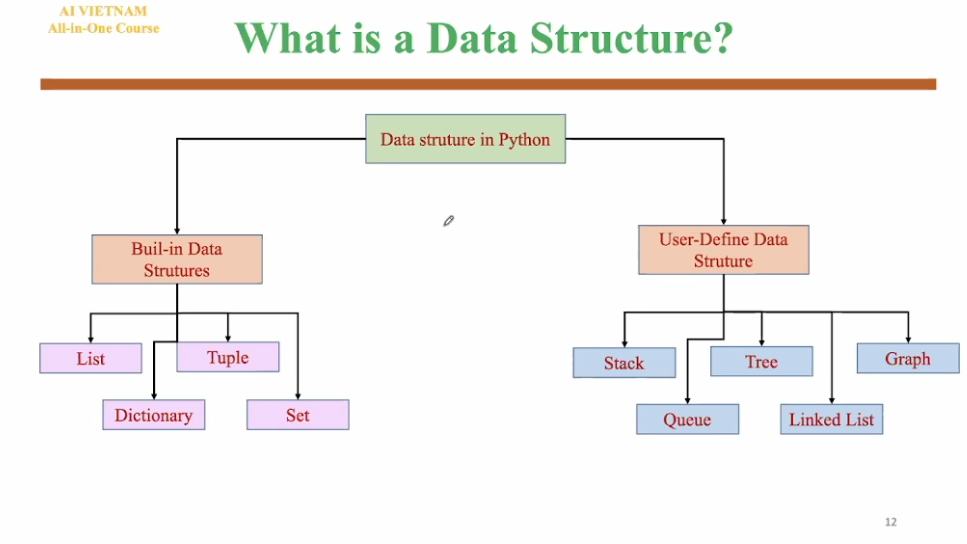 AI VIETNAM
All-in-One Course
What is a Data Structure?
Data struture in Python
Buil-in Data
Strutures
User-Define Data
Struture
List
Tuple
Dictionary
Set
Stack
Tree
Graph
Queue
Linked List
12